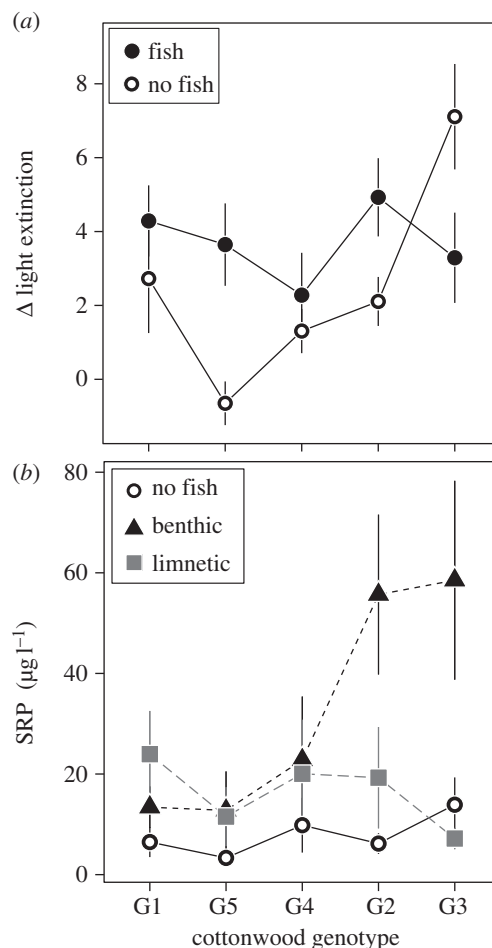 (a)
fish
no fish
8
6
4
2
0
Δ light extinction
(b)
no fish
benthic
limnetic
80
60
40
20
0
SRP (µg l⁻¹)
G1 G5 G4 G2 G3
cottonwood genotype